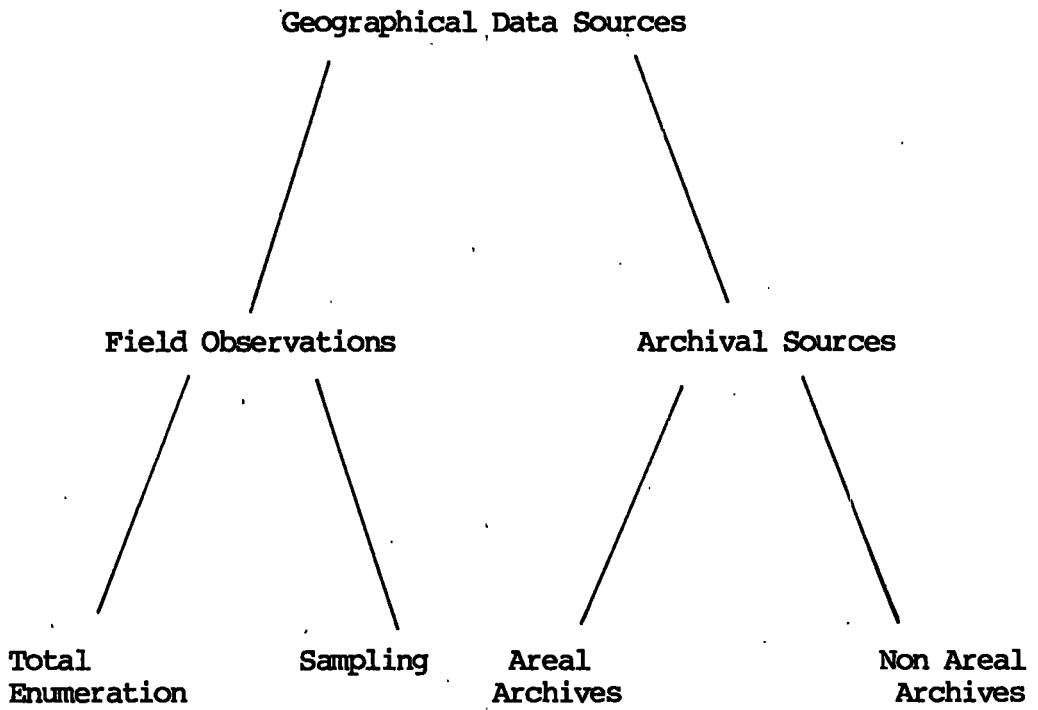 Geographical Data Sources
Field Observations
Archival Sources
Total
Enumeration
Sampling
Areal
Archives
Non Areal
Archives